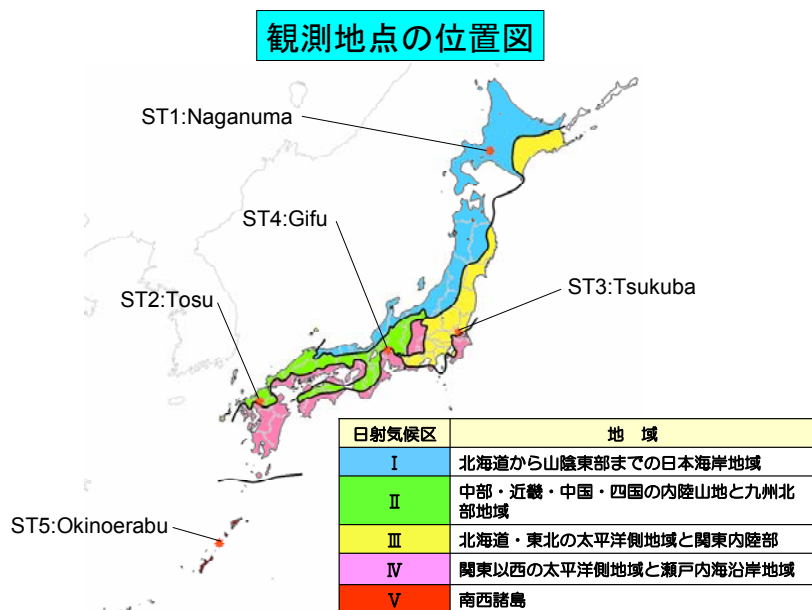 観測地点の位置図
ST1:Naganuma
ST4:Gifu
ST3:Tsukuba
ST2:Tosu
ST5:Okinoerabu
日射気候区 地 域
Ⅰ 北海道から山陰東部までの日本海岸地域
Ⅱ 中部・近畿・中国・四国の内陸山地と九州北
部地域
Ⅲ 北海道・東北の太平洋側地域と関東内陸部
Ⅳ 関東以西の太平洋側地域と瀬戸内海沿岸地域
Ⅴ 南西諸島